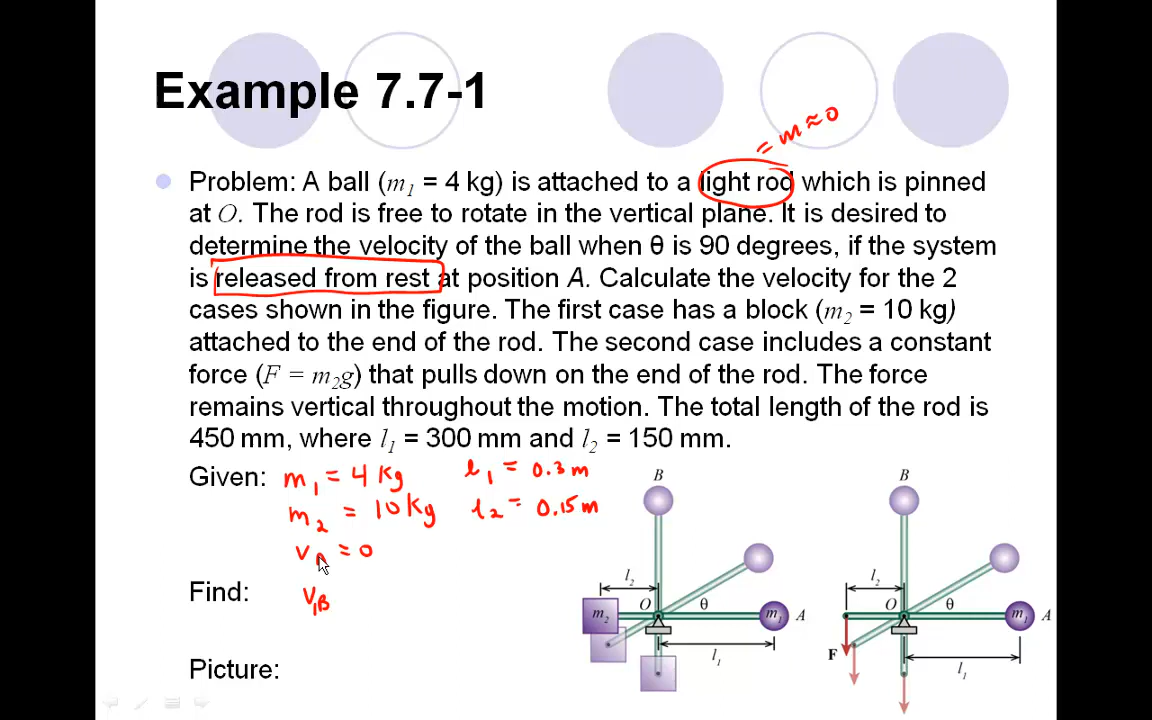 Example 7.7-1
= m ≈ 0
Problem: A ball (m₁ = 4 kg) is attached to a light rod which is pinned
at O. The rod is free to rotate in the vertical plane. It is desired to
determine the velocity of the ball when θ is 90 degrees, if the system
is released from rest at position A. Calculate the velocity for the 2
cases shown in the figure. The first case has a block (m₂ = 10 kg)
attached to the end of the rod. The second case includes a constant
force (F = m₂g) that pulls down on the end of the rod. The force
remains vertical throughout the motion. The total length of the rod is
450 mm, where l₁ = 300 mm and l₂ = 150 mm.
Given: m₁ = 4 kg l₁ = 0.3 m
m₂ = 10 kg l₂ = 0.15 m
v_A = 0
Find: v₁B
Picture:
B
l₂
O θ
m₂ m₁ A
l₁
B
l₂
O θ
m₁ A
F
l₁